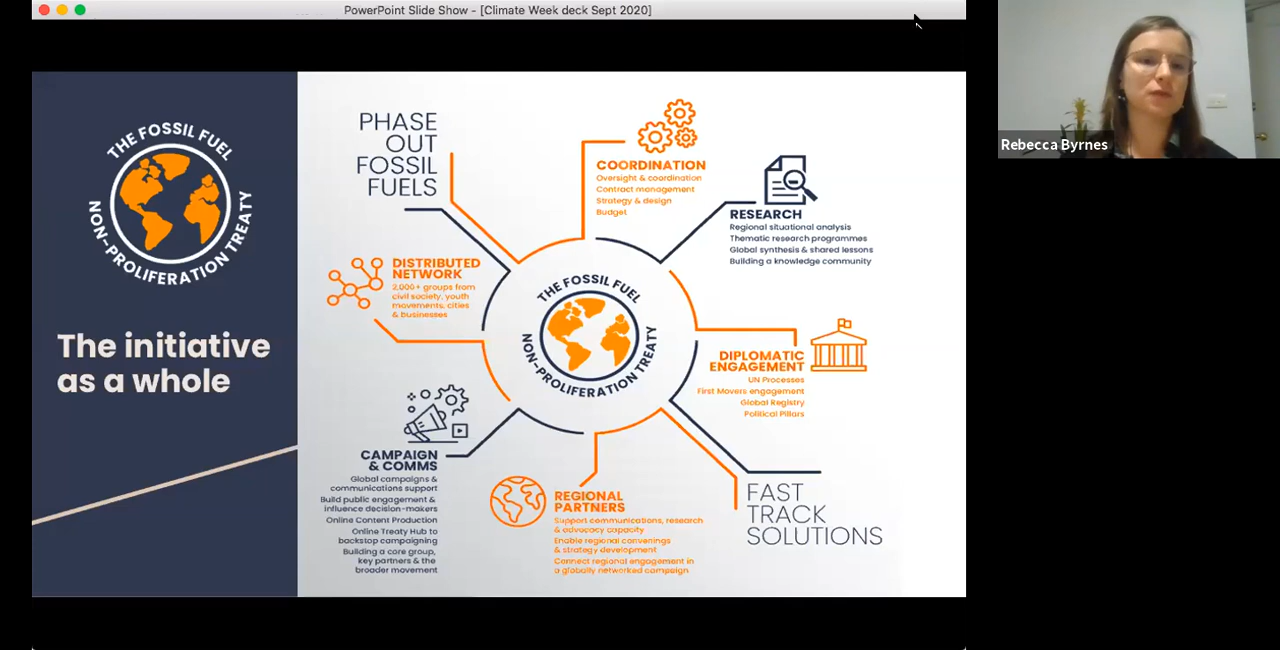 PowerPoint Slide Show - [Climate Week deck Sept 2020]
Rebecca Byrnes
THE FOSSIL FUEL
NON-PROLIFERATION TREATY
The initiative
as a whole
PHASE
OUT
FOSSIL
FUELS
COORDINATION
Oversight & coordination
Contract management
Strategy & design
Budget
RESEARCH
Regional situational analysis
Thematic research programmes
Global synthesis & shared lessons
Building a knowledge community
DISTRIBUTED
NETWORK
2,000+ groups from
civil society, youth
movements, cities
& businesses
THE FOSSIL FUEL
NON-PROLIFERATION TREATY
DIPLOMATIC
ENGAGEMENT
UN Processes
First Movers engagement
Global Registry
Political Pillars
CAMPAIGN
& COMMS
Global campaigns &
communications support
Build public engagement &
influence decision-makers
Online Content Production
Online Treaty Hub to
backstop campaigning
Building a core group,
key partners & the
broader movement
REGIONAL
PARTNERS
Support communications, research
& advocacy capacity
Enable regional convenings
& strategy development
Connect regional engagement in
a globally networked campaign
FAST
TRACK
SOLUTIONS